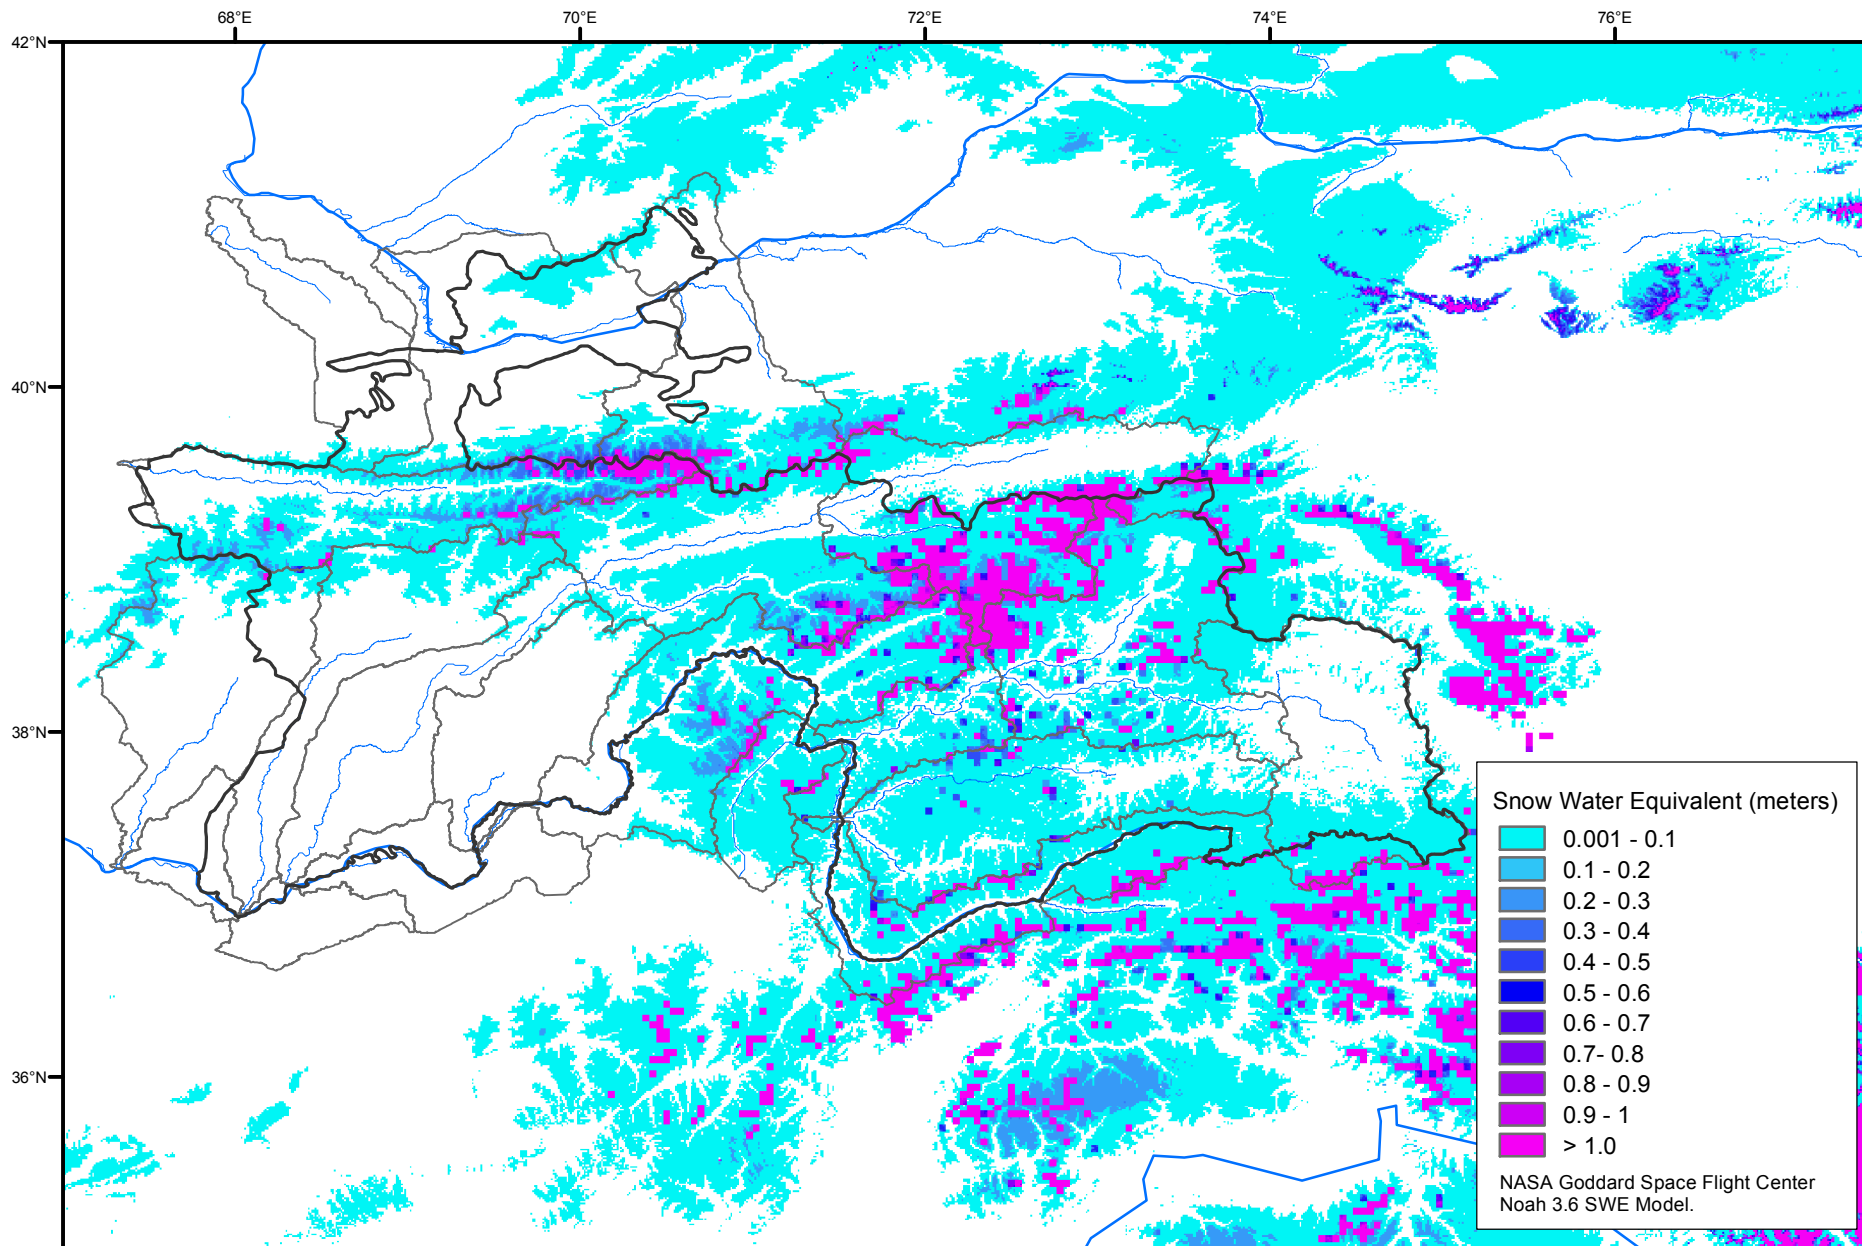 68°E
70°E
72°E
74°E
76°E
42°N
40°N
38°N
36°N
Snow Water Equivalent (meters)
0.001 - 0.1
0.1 - 0.2
0.2 - 0.3
0.3 - 0.4
0.4 - 0.5
0.5 - 0.6
0.6 - 0.7
0.7- 0.8
0.8 - 0.9
0.9 - 1
> 1.0
NASA Goddard Space Flight Center
Noah 3.6 SWE Model.